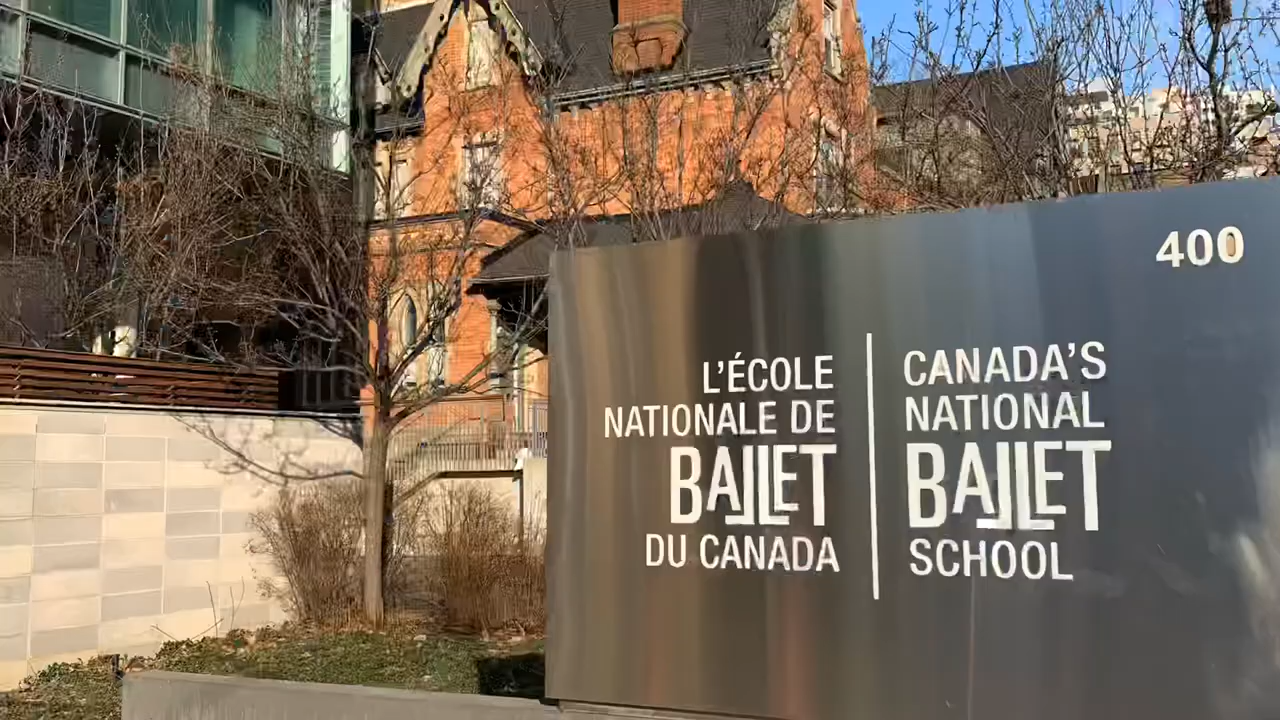 400
L'ÉCOLE
NATIONALE DE
BALLET
DU CANADA
CANADA'S
NATIONAL
BALLET
SCHOOL